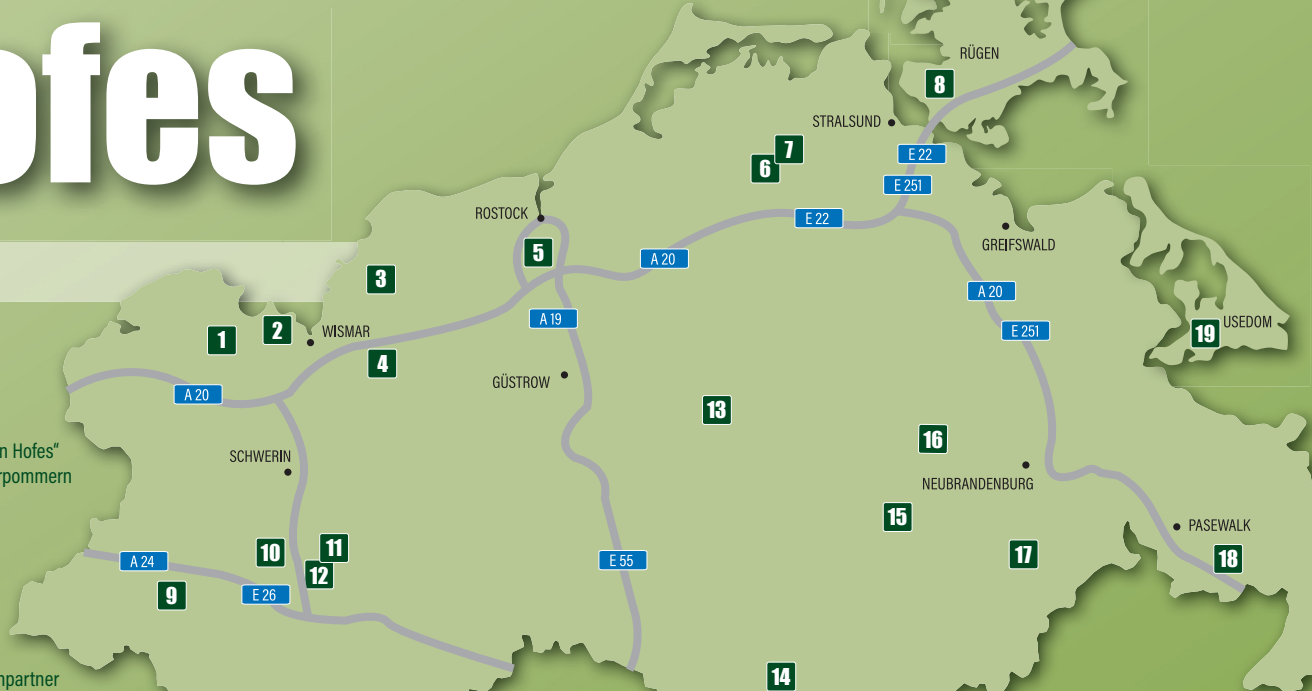 ofes
RÜGEN
8
STRALSUND
7
E 22
6
E 251
ROSTOCK
E 22
GREIFSWALD
5
A 20
3
A 20
A 19
USEDOM
2
WISMAR
E 251
19
1
4
GÜSTROW
A 20
13
16
n Hofes“
SCHWERIN
rpommern
NEUBRANDENBURG
15
PASEWALK
11
10
17
A 24
E 55
18
12
9
E 26
14
npartner